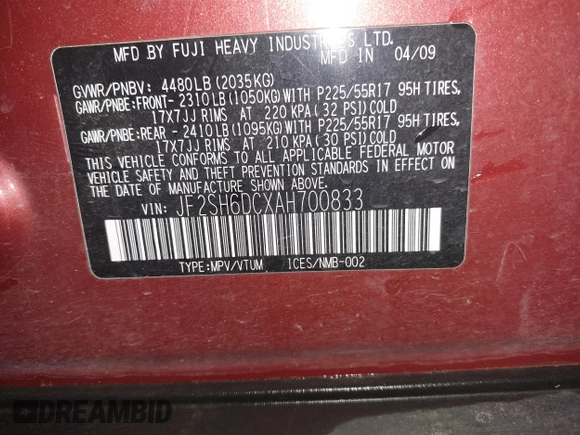 MFD BY FUJI HEAVY INDUSTRIES LTD.
MFD IN 04/09
GVWR/PNBV: 4480LB(2035KG)
GAWR/PNBE:FRONT- 2310LB(1050KG)WITH P225/55R17 95H TIRES,
17X7JJ RIMS AT 220 KPA(32 PSI)COLD
GAWR/PNBE:REAR - 2410LB(1095KG)WITH P225/55R17 95H TIRES,
17X7JJ RIMS AT 210 KPA(30 PSI)COLD
THIS VEHICLE CONFORMS TO ALL APPLICABLE FEDERAL MOTOR
VEHICLE SAFETY AND THEFT PREVENTION STANDARDS IN EFFECT
ON THE DATE OF MANUFACTURE SHOWN ABOVE.
VIN: JF2SH6DCXAH700833
TYPE:MPV/VTUM ICES/NMB-002
DREAMBID